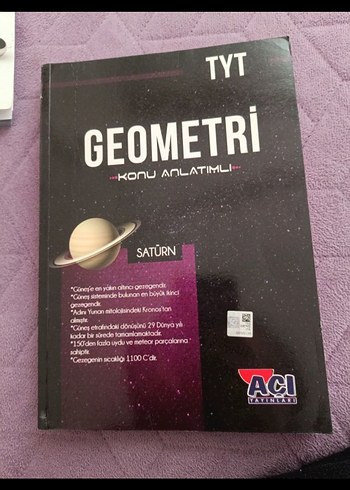 TYT
GEOMETRİ
KONU ANLATIMLI
SATÜRN
*Güneş'e en yakın altıncı gezegendir.
*Güneş sisteminde bulunan en büyük ikinci
gezegendir.
*Adını Yunan mitolojisindeki Kronos'tan
almıştır.
*Güneş etrafındaki dönüşünü 29 Dünya yılı
kadar bir sürede tamamlamaktadır.
*150'den fazla uydu ve meteor parçalarına
sahiptir.
*Gezegenin sıcaklığı 1100 C'dir.
AÇI
YAYINLARI